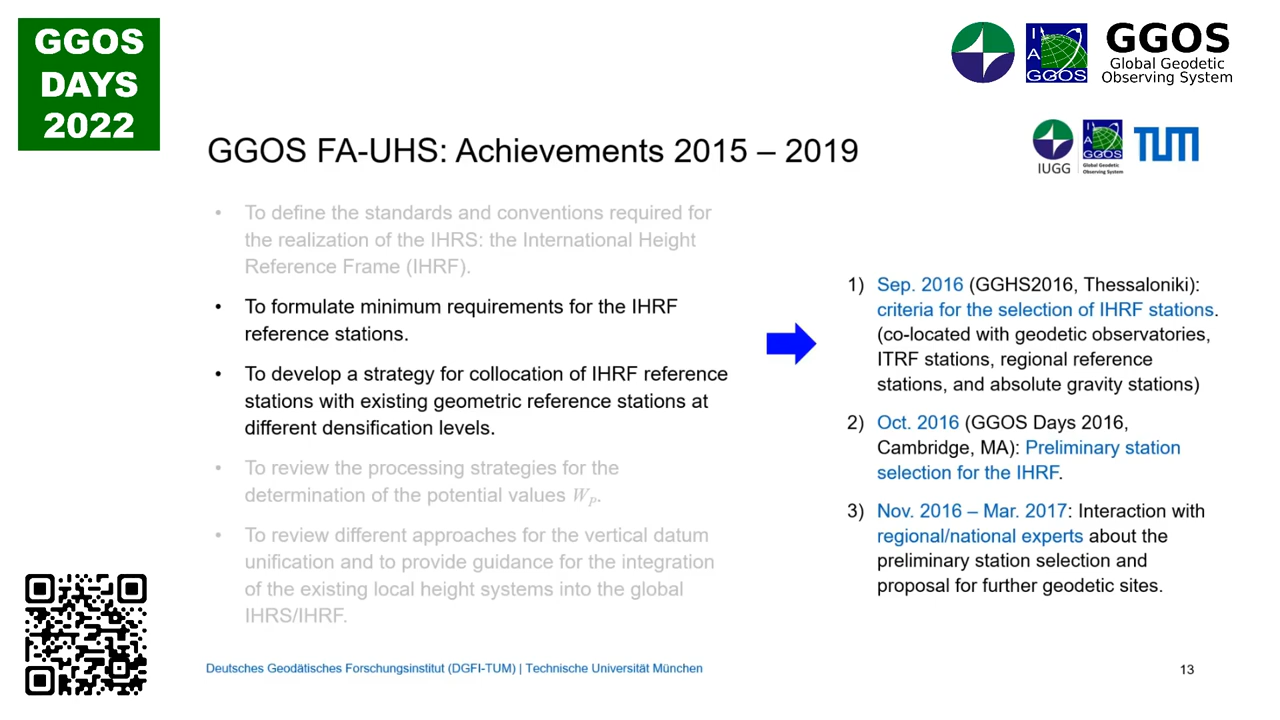 GGOS
DAYS
2022
IAG
GGOS
GGOS
Global Geodetic
Observing System
GGOS FA-UHS: Achievements 2015 – 2019
IUGG
A
GGOS
Global Geodetic
Observing System
TUM
• To define the standards and conventions required for
the realization of the IHRS: the International Height
Reference Frame (IHRF).
• To formulate minimum requirements for the IHRF
reference stations.
• To develop a strategy for collocation of IHRF reference
stations with existing geometric reference stations at
different densification levels.
• To review the processing strategies for the
determination of the potential values Wₚ.
• To review different approaches for the vertical datum
unification and to provide guidance for the integration
of the existing local height systems into the global
IHRS/IHRF.
1) Sep. 2016 (GGHS2016, Thessaloniki):
criteria for the selection of IHRF stations.
(co-located with geodetic observatories,
ITRF stations, regional reference
stations, and absolute gravity stations)
2) Oct. 2016 (GGOS Days 2016,
Cambridge, MA): Preliminary station
selection for the IHRF.
3) Nov. 2016 – Mar. 2017: Interaction with
regional/national experts about the
preliminary station selection and
proposal for further geodetic sites.
Deutsches Geodätisches Forschungsinstitut (DGFI-TUM) | Technische Universität München
13